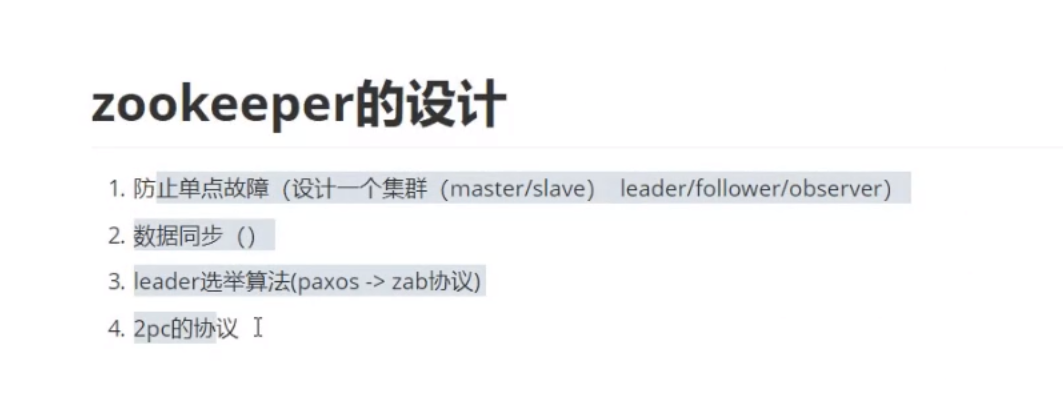 zookeeper的设计
1. 防止单点故障（设计一个集群（master/slave） leader/follower/observer）
2. 数据同步（）
3. leader选举算法(paxos -> zab协议)
4. 2pc的协议